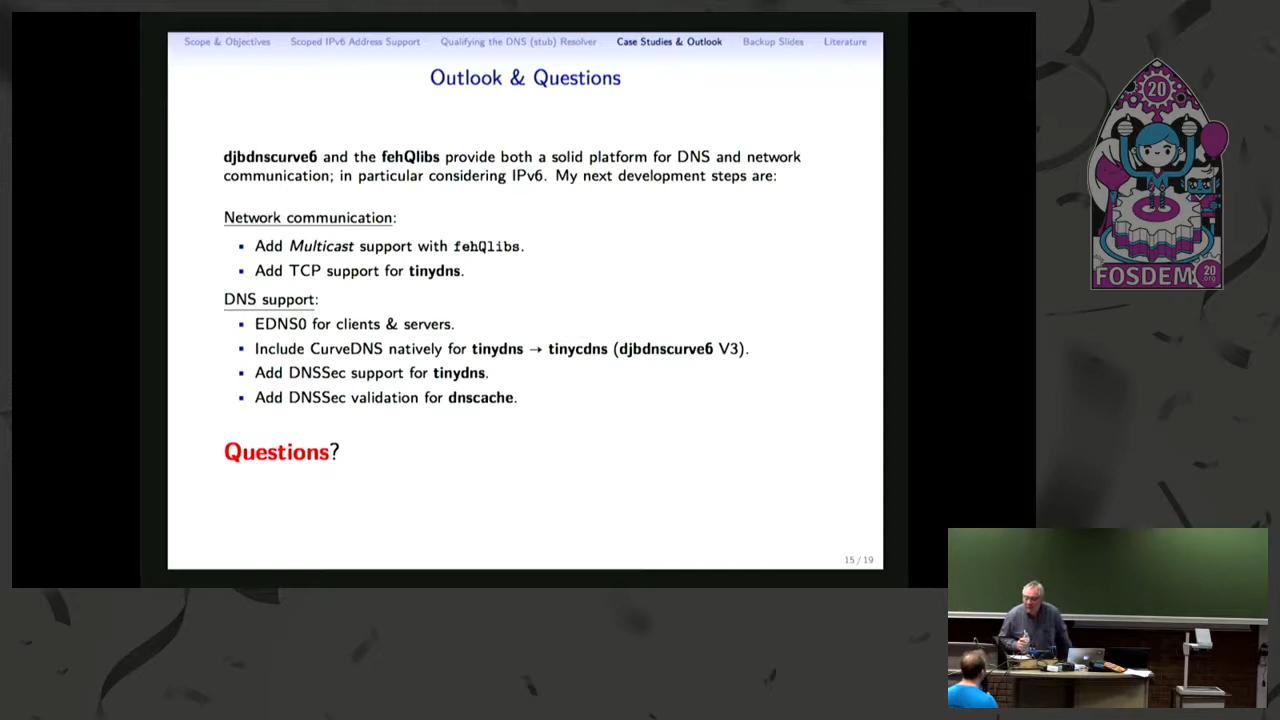 Scope & Objectives Scoped IPv6 Address Support Qualifying the DNS (stub) Resolver Case Studies & Outlook Backup Slides Literature
Outlook & Questions
djbdnscurve6 and the fehQlibs provide both a solid platform for DNS and network
communication; in particular considering IPv6. My next development steps are:
Network communication:
▪ Add Multicast support with fehQlibs.
▪ Add TCP support for tinydns.
DNS support:
▪ EDNS0 for clients & servers.
▪ Include CurveDNS natively for tinydns → tinycdns (djbdnscurve6 V3).
▪ Add DNSSec support for tinydns.
▪ Add DNSSec validation for dnscache.
Questions?
15 / 19
20
FOSDEM 20
.org